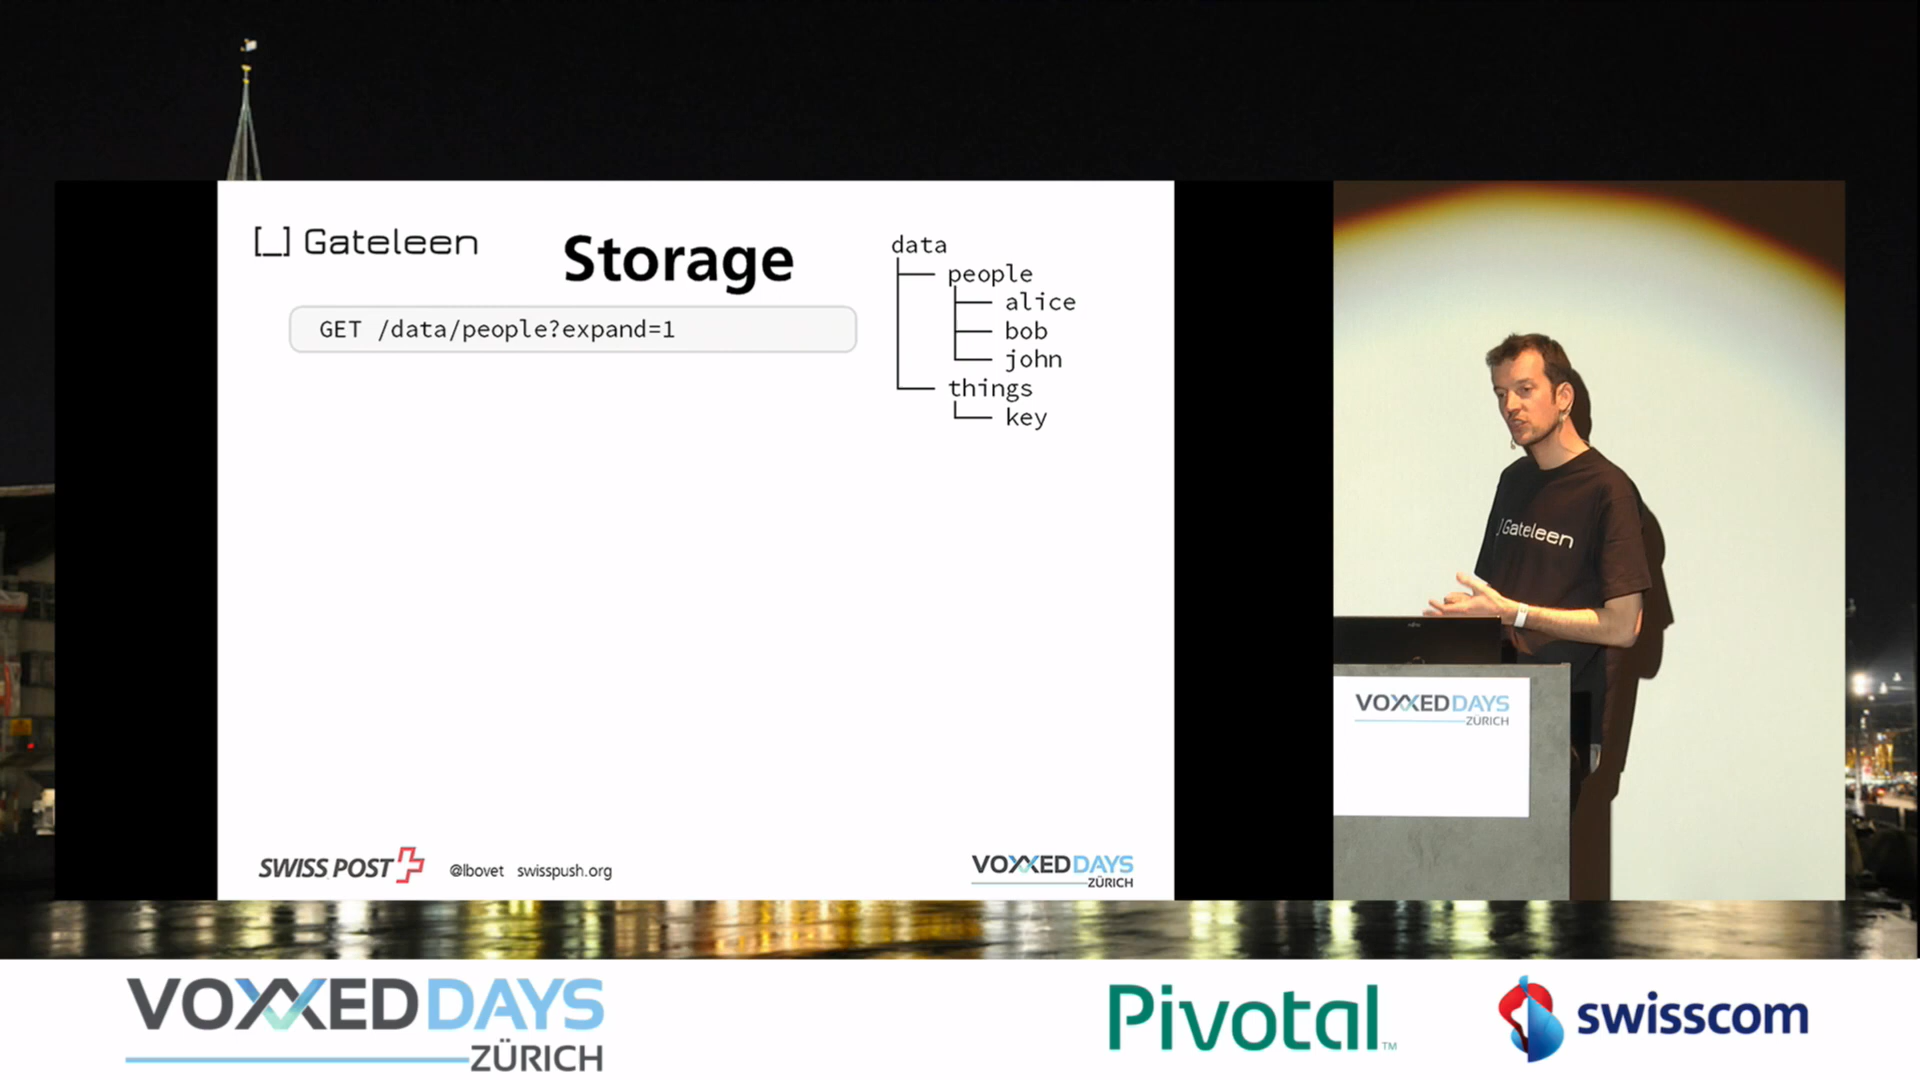 [_] Gateleen
Storage
GET /data/people?expand=1
data
people
alice
bob
john
things
key
SWISS POST
@lbovet swisspush.org
VOXXED DAYS
ZÜRICH
] Gateleen
VOXXED DAYS
ZÜRICH
VOXXED DAYS
ZÜRICH
Pivotal™
swisscom